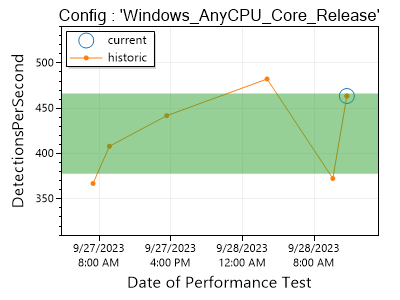 Config : 'Windows_AnyCPU_Core_Release'
current
historic
DetectionsPerSecond
500
450
400
350
9/27/2023
8:00 AM
9/27/2023
4:00 PM
9/28/2023
12:00 AM
9/28/2023
8:00 AM
Date of Performance Test